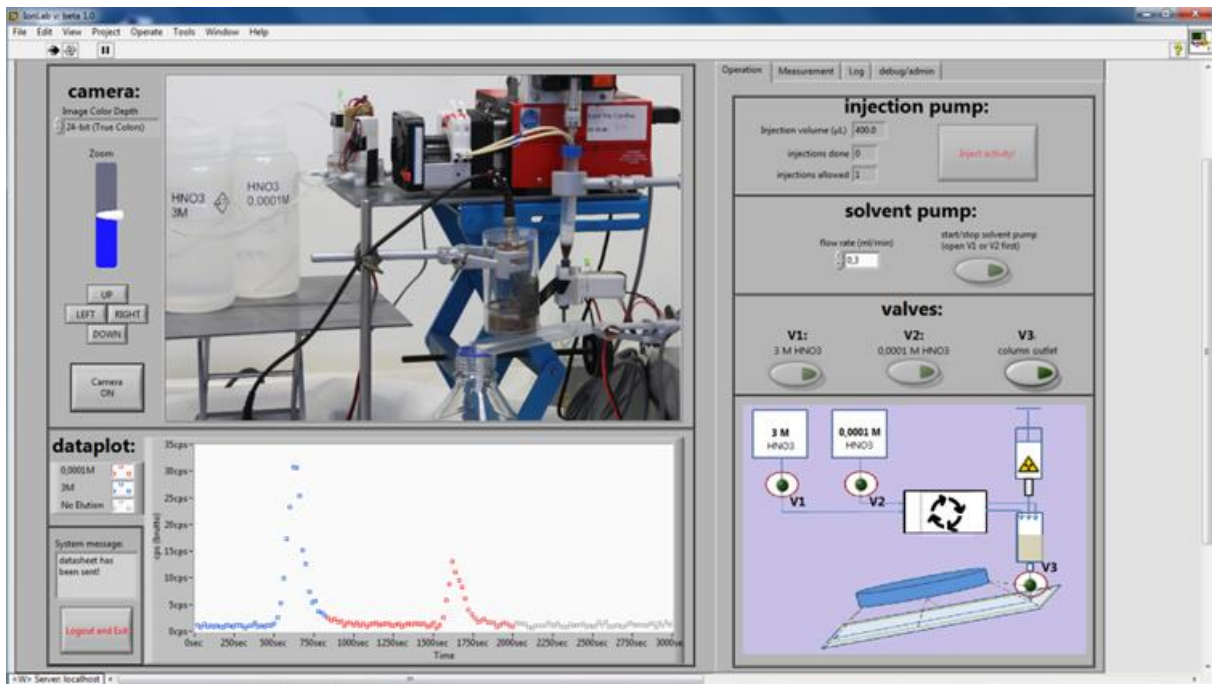 IonLab v: beta 1.0
File Edit View Project Operate Tools Window Help
camera:
Image Color Depth
24-bit (True Colors)
Zoom
UP
LEFT RIGHT
DOWN
Camera
ON
HNO3
3M
HNO3
0.0001M
dataplot:
0,0001M
3M
No Elution
System message:
datasheet has
been sent!
Logout and Exit
cps (brutto)
35cps
30cps
25cps
20cps
15cps
10cps
5cps
0cps
0sec 250sec 500sec 750sec 1000sec 1250sec 1500sec 1750sec 2000sec 2250sec 2500sec 2750sec 3000sec
Time
Operation Measurement Log debug/admin
injection pump:
Injection volume (µL) 400.0
injections done 0
injections allowed 1
Inject activity!
solvent pump:
flow rate (ml/min)
0,3
start/stop solvent pump
(open V1 or V2 first)
valves:
V1: V2: V3
3 M HNO3 0,0001 M HNO3 column outlet
3 M
HNO3
0,0001 M
HNO3
V1
V2
V3
<W> Server: localhost